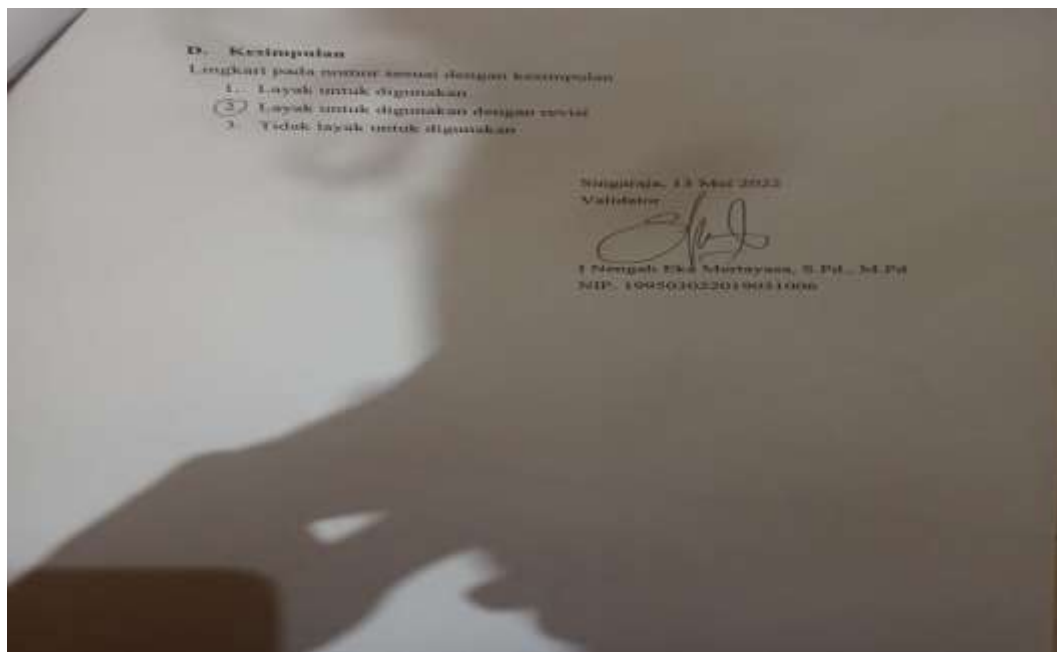 D. Kesimpulan
Lingkari pada nomor sesuai dengan kesimpulan
1. Layak untuk digunakan
2. Layak untuk digunakan dengan revisi
3. Tidak layak untuk digunakan
Singaraja, 13 Mei 2022
Validator
I Nengah Eka Mertayasa, S.Pd., M.Pd
NIP. 199503022019031006